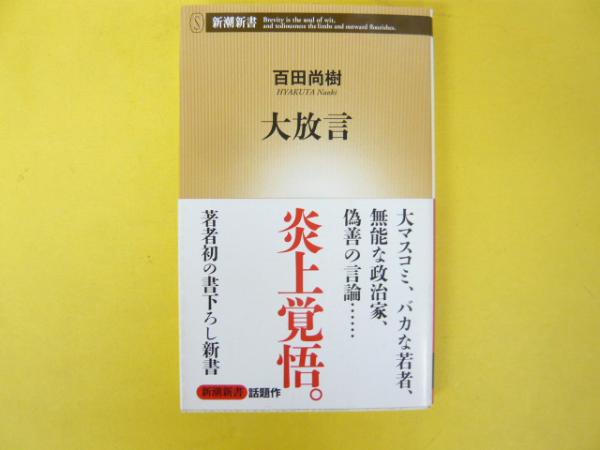 新潮新書
Brevity is the soul of wit,
and tediousness the limbs and outward flourishes.
百田尚樹
HYAKUTA Naoki
大放言
大マスコミ、バカな若者、
無能な政治家、
偽善の言論……
炎上覚悟。
著者初の書下ろし新書
新潮新書 話題作